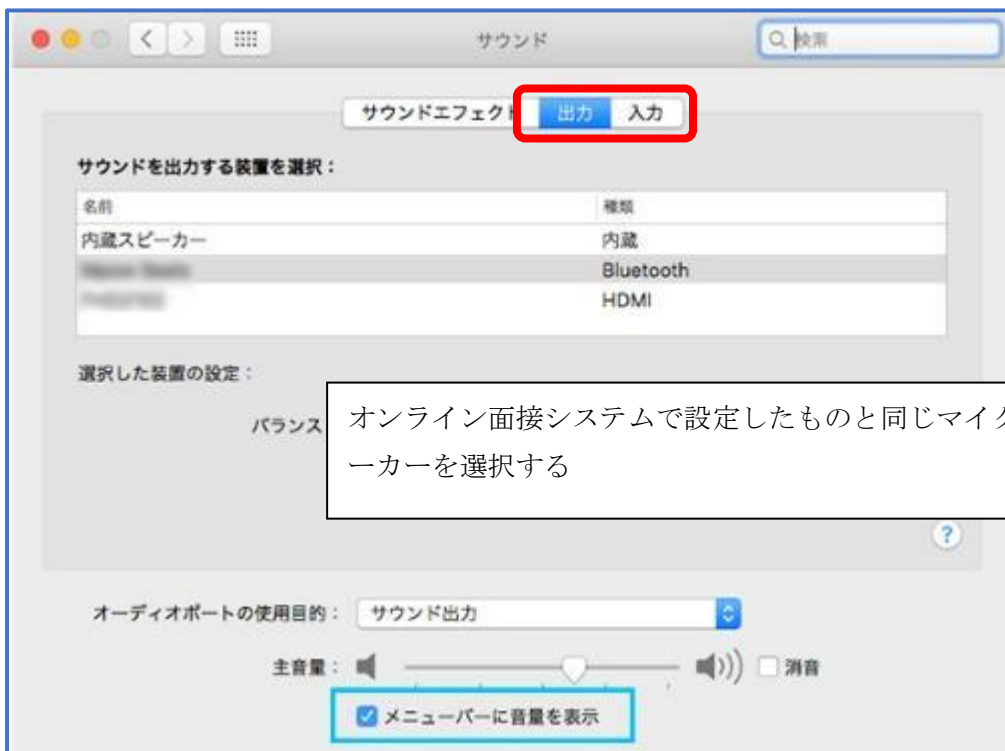 サウンド
検索
サウンドエフェクト 出力 入力
サウンドを出力する装置を選択：
名前 種類
内蔵スピーカー 内蔵
Bluetooth
HDMI
選択した装置の設定：
バランス
オンライン面接システムで設定したものと同じマイク
ーカーを選択する
?
オーディオポートの使用目的： サウンド出力
主音量： 消音
メニューバーに音量を表示